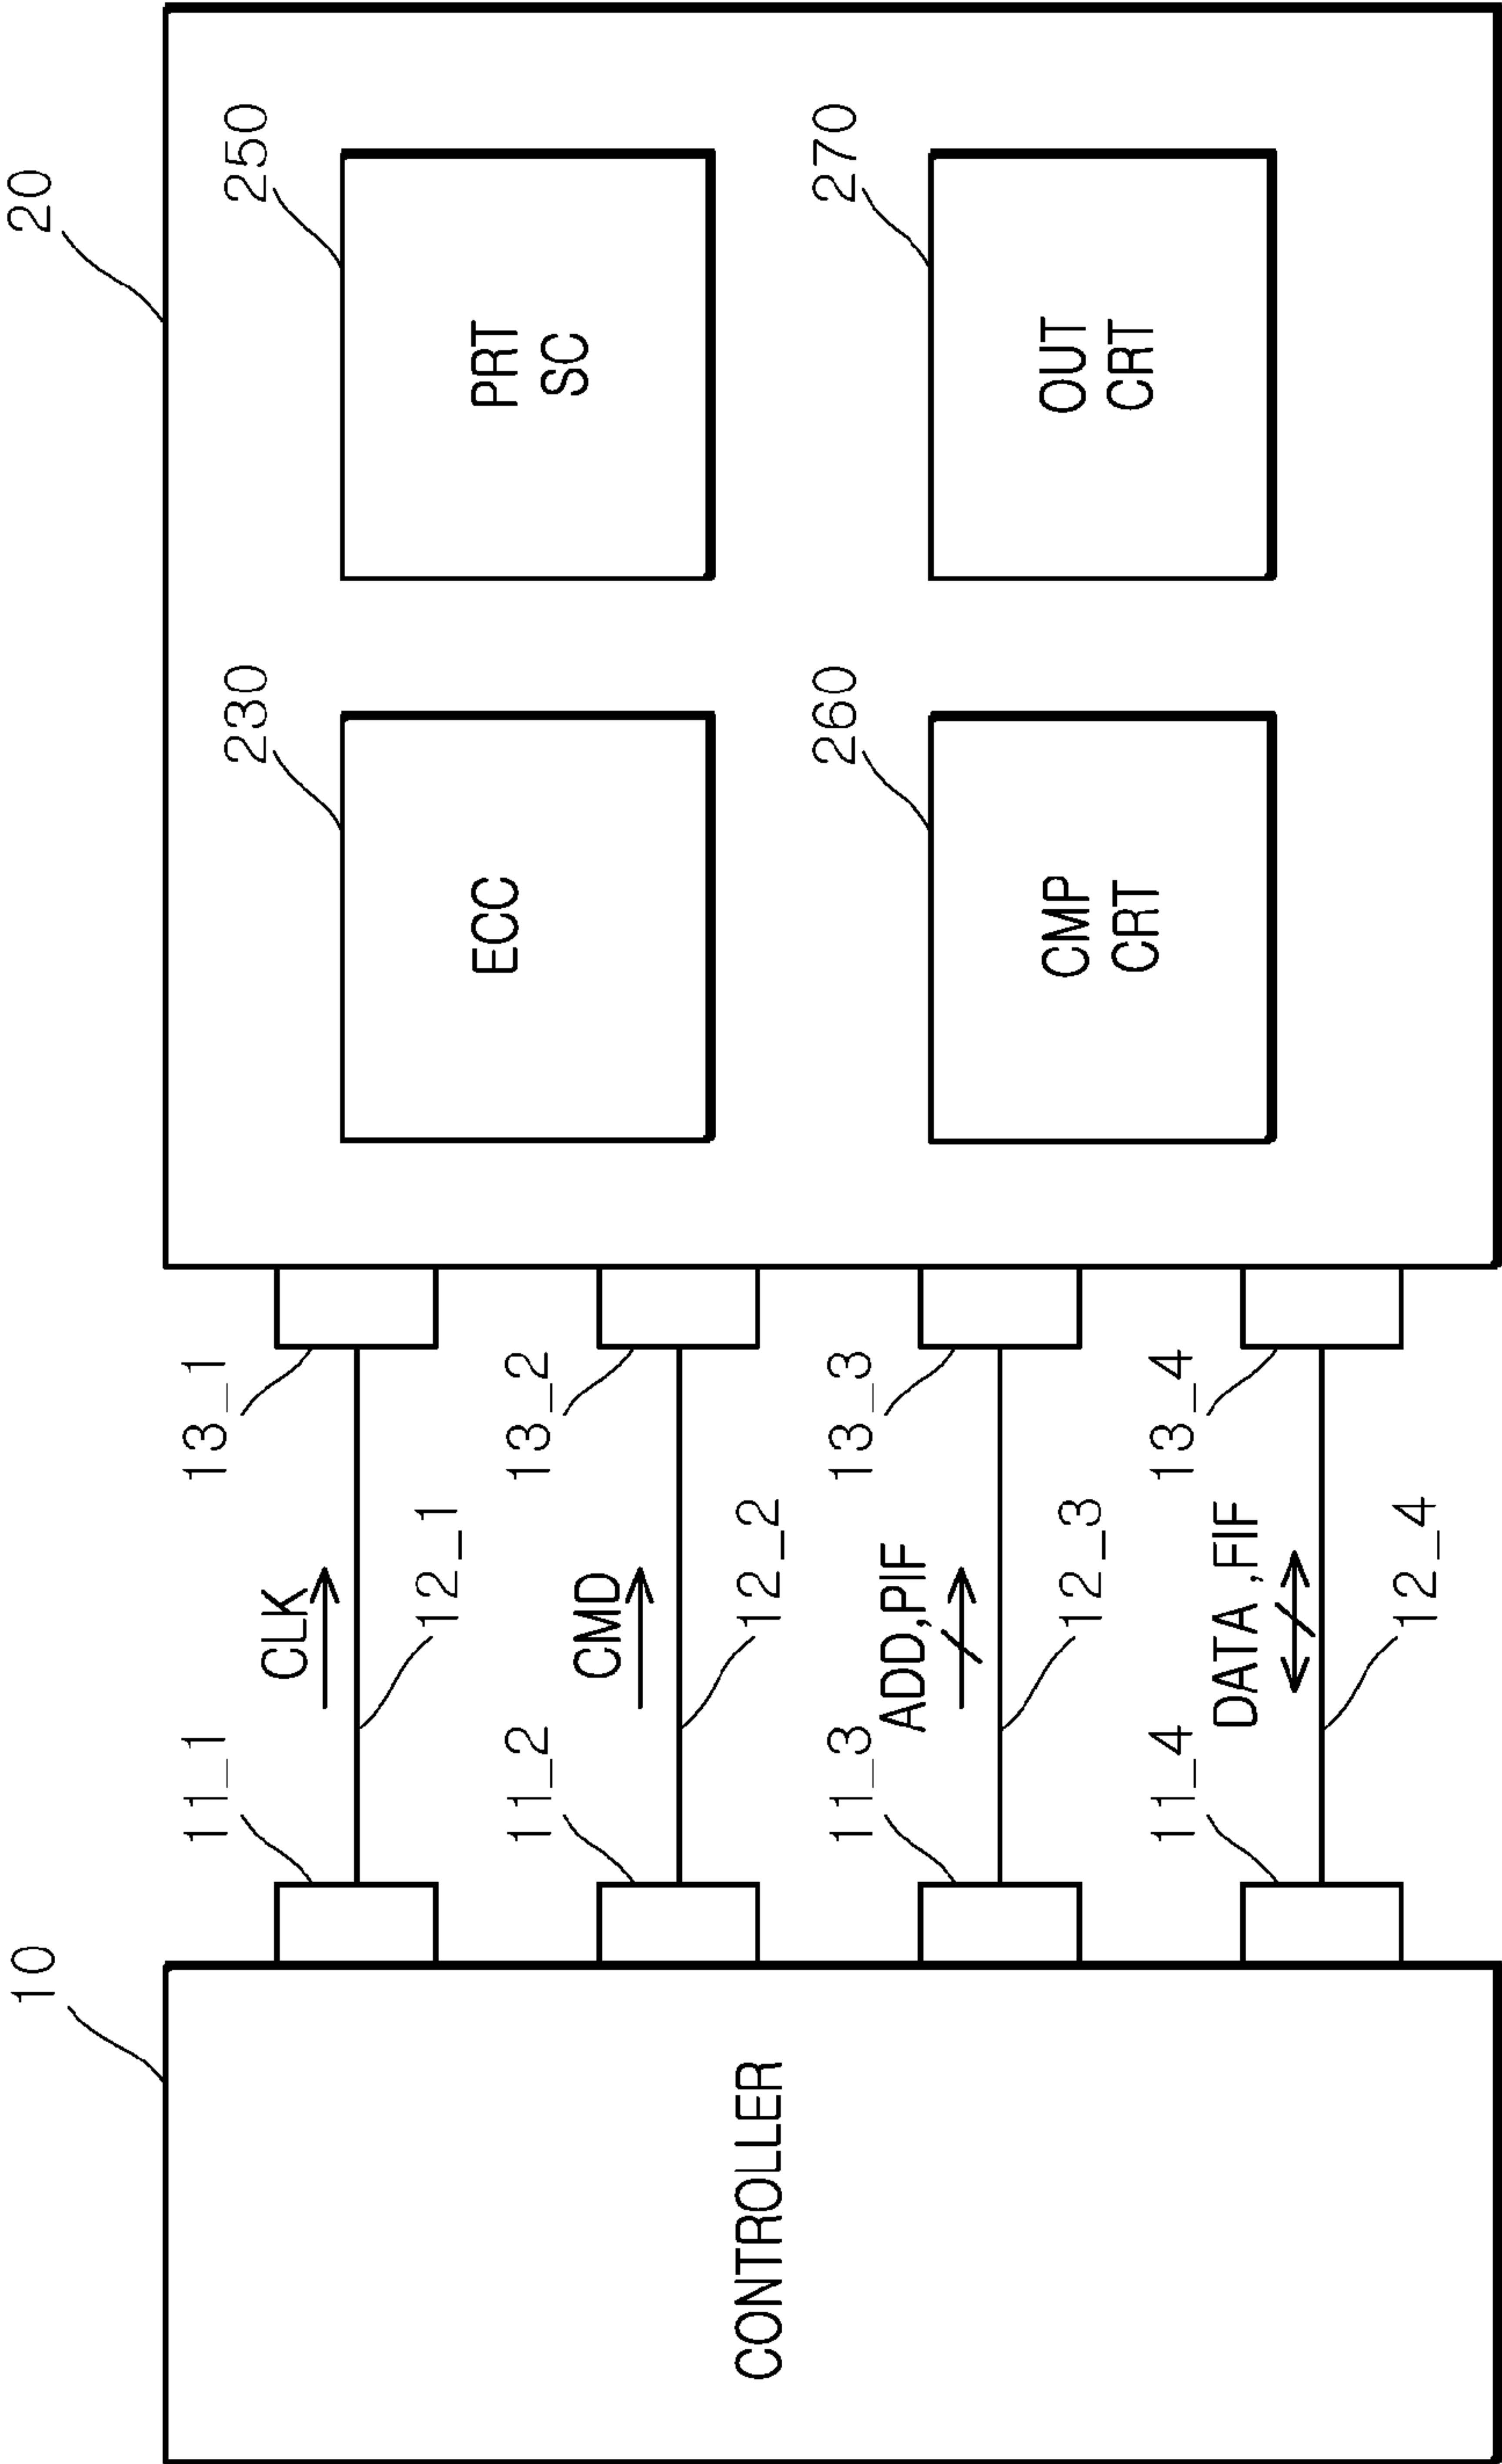 20
10
250
230
PRT
SC
ECC
270
260
OUT
CRT
CMP
CRT
CONTROLLER
11_1
CLK
13_1
12_1
11_2
CMD
13_2
12_2
11_3
ADD,PIF
13_3
12_3
11_4
DATA,FIF
13_4
12_4